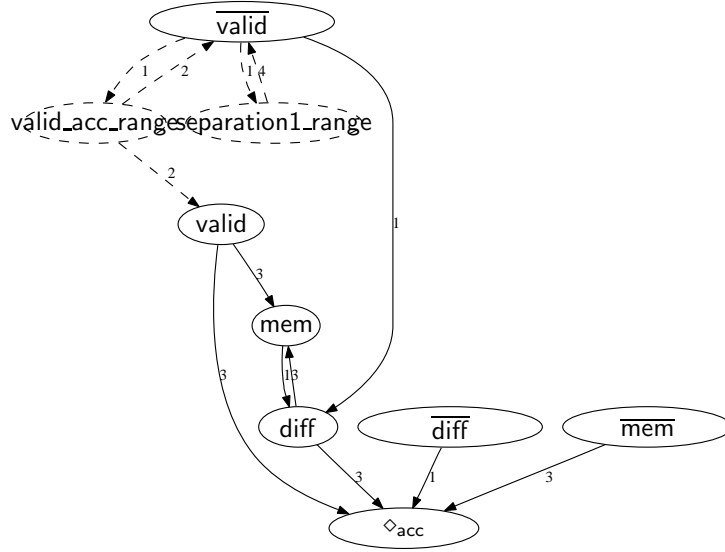 valid
1 2 1 4
valid_acc_range separation1_range
2
valid
1
3
mem
3 1 3
diff diff mem
3 1 3
◇acc